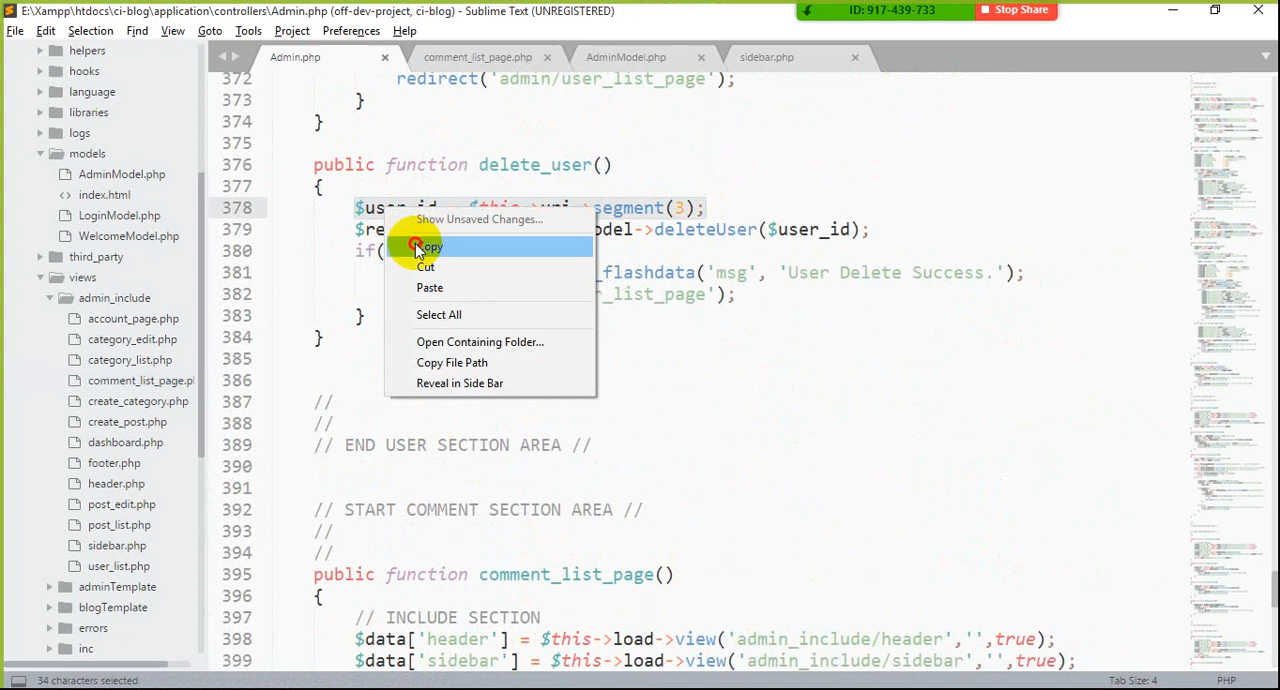 E:\Xampp\htdocs\ci-blog\application\controllers\Admin.php (off-dev-project, ci-blog) - Sublime Text (UNREGISTERED)
ID: 917-439-733
Stop Share
File Edit Selection Find View Goto Tools Project Preferences Help
helpers
hooks
language
libraries
logs
models
AdminModel.php
index.html
LoginModel.php
WelcomeModel.php
third_party
views
admin_include
account_page.php
category_edit.php
category_list.php
comment_list_page.pl
create_category.php
create_post.php
dashboard.php
footer.php
header.php
post_edit.php
post_list.php
sidebar.php
user_list.php
adminTemplate
blogTemplate
inc
Admin.php comment_list_page.php AdminModel.php sidebar.php
372 redirect('admin/user_list_page');
373 }
374 }
375
376 public function delete_user()
377 {
378 $user_id = $this->uri->segment(3);
379 $re del->deleteUser($user_id);
380 if(
381 _flashdata('msg', 'User Delete Success.');
382 _list_page');
383 }
384 }
385
386
387 //
388 //
389 // END USER SECTION AREA //
390
391
392 // START COMMENT SECTION AREA //
393 //
394 //
395 public function comment_list_page()
396 {
397 // INCLUDE SEC
398 $data['header'] = $this->load->view('admin_include/header','',true);
399 $data['sidebar'] = $this->load->view('admin_include/sidebar','',true);
Show Unsaved Chan...
Copy
Cut
Paste
Select All
Open Containing Folder...
Copy File Path
Reveal in Side Bar
34 characters selected
Tab Size: 4
PHP